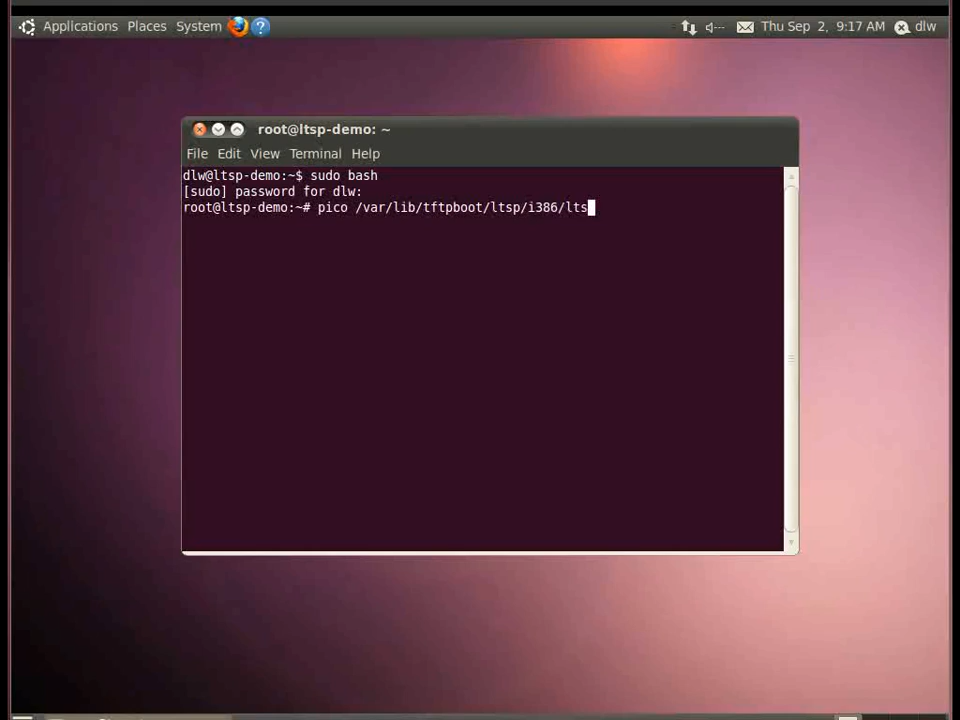 Applications Places System Thu Sep 2, 9:17 AM dlw
root@ltsp-demo: ~
File Edit View Terminal Help
dlw@ltsp-demo:~$ sudo bash
[sudo] password for dlw:
root@ltsp-demo:~# pico /var/lib/tftpboot/ltsp/i386/lts